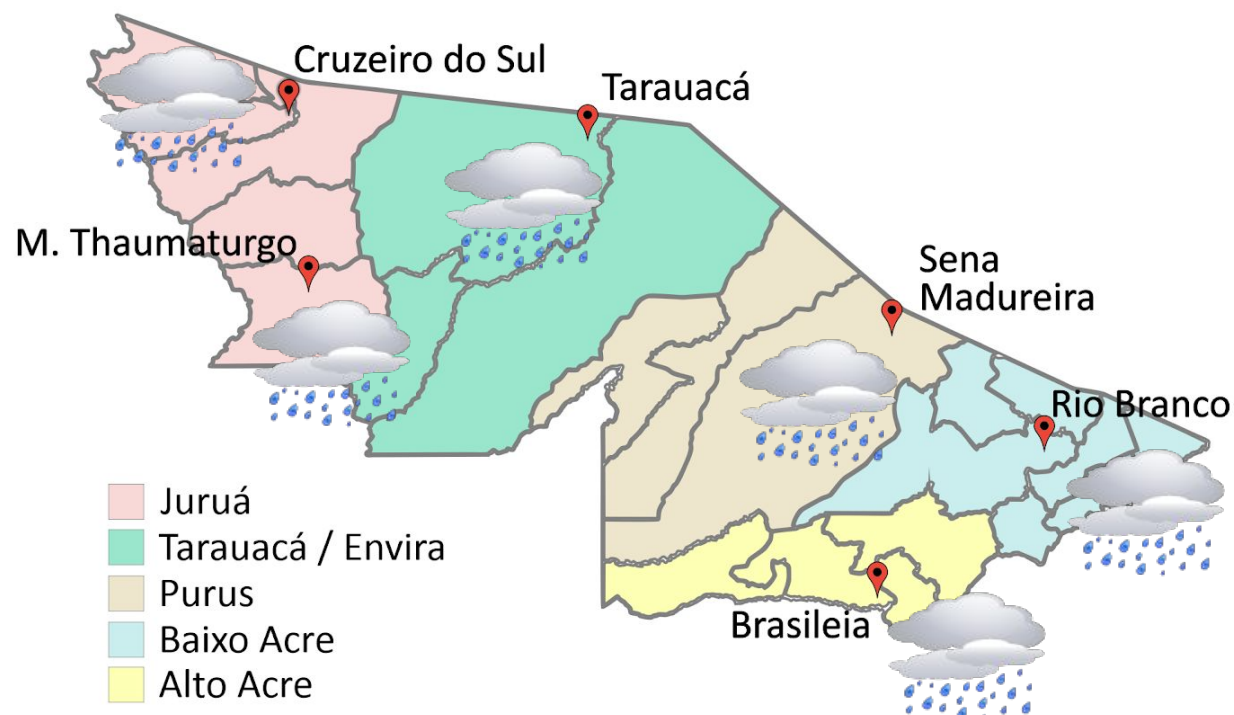 Cruzeiro do Sul
Tarauacá
M. Thaumaturgo
Sena
Madureira
Rio Branco
Brasileia
Juruá
Tarauacá / Envira
Purus
Baixo Acre
Alto Acre